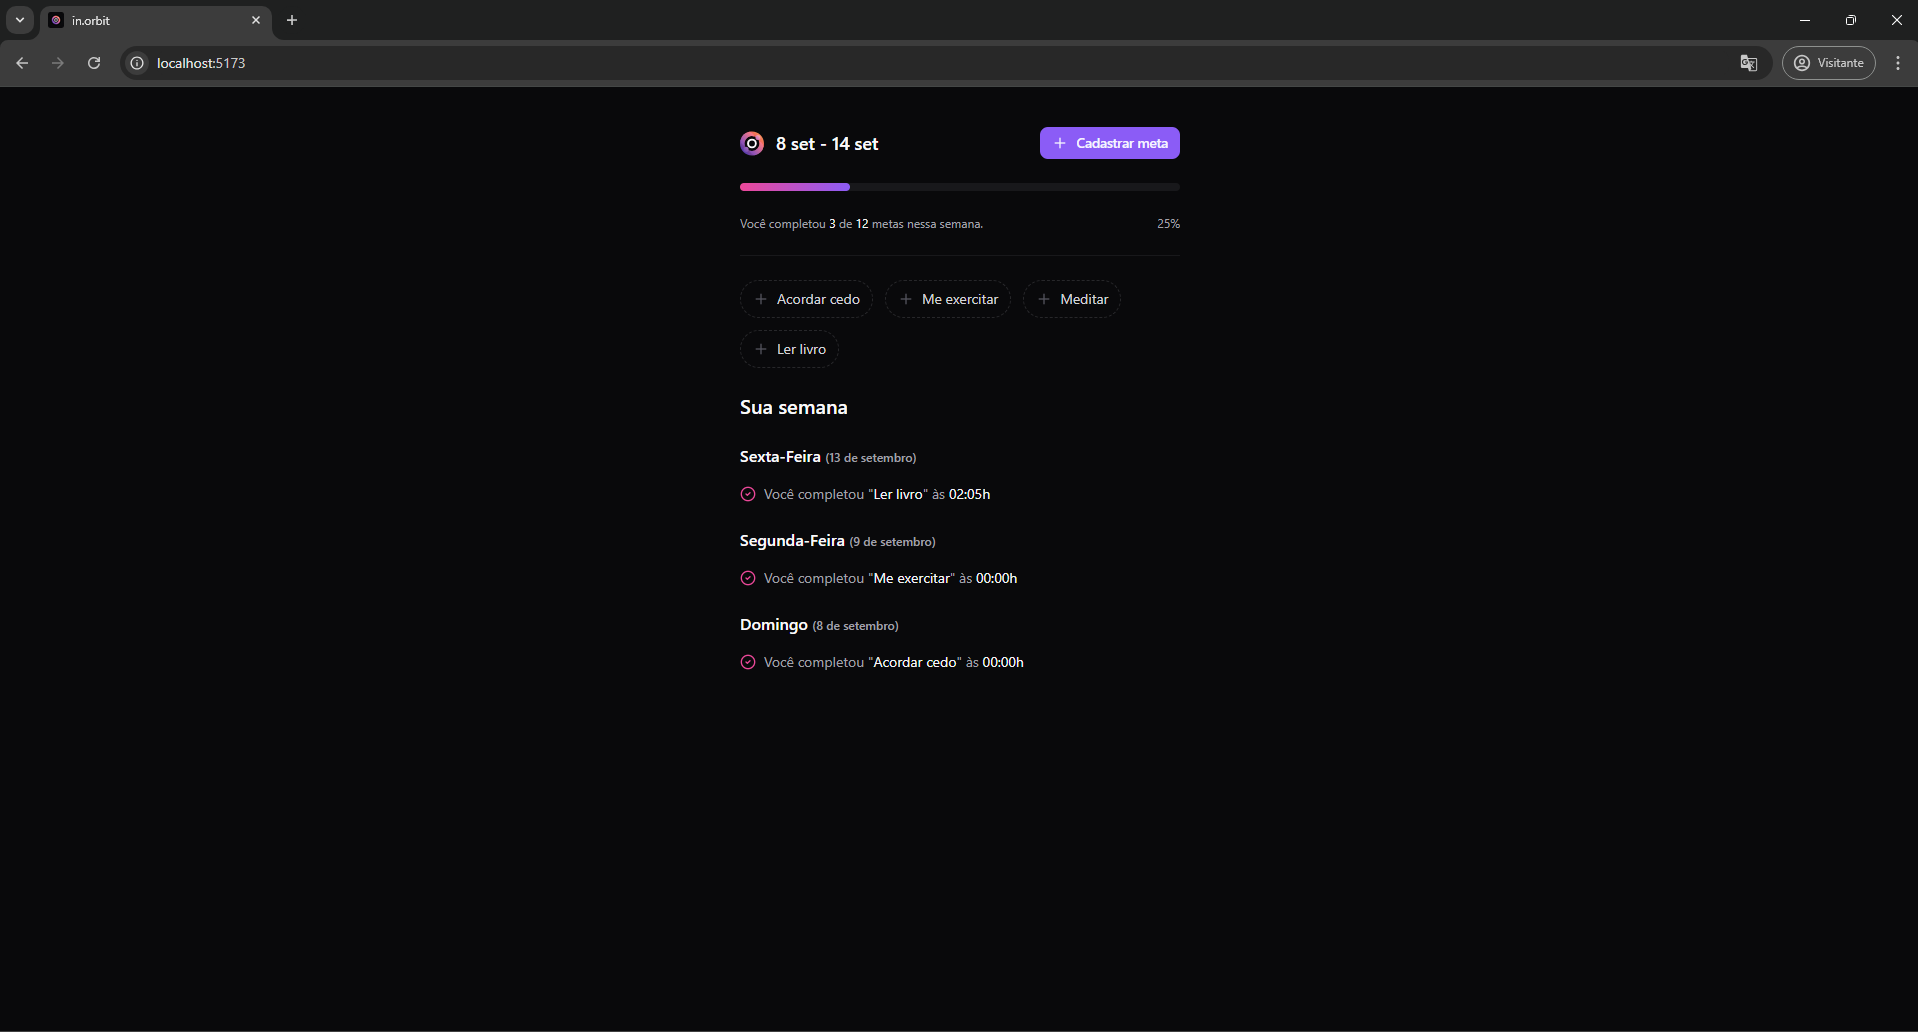 in.orbit
localhost:5173
Visitante
8 set - 14 set
Cadastrar meta
Você completou 3 de 12 metas nessa semana.
25%
Acordar cedo
Me exercitar
Meditar
Ler livro
Sua semana
Sexta-Feira (13 de setembro)
Você completou "Ler livro" às 02:05h
Segunda-Feira (9 de setembro)
Você completou "Me exercitar" às 00:00h
Domingo (8 de setembro)
Você completou "Acordar cedo" às 00:00h